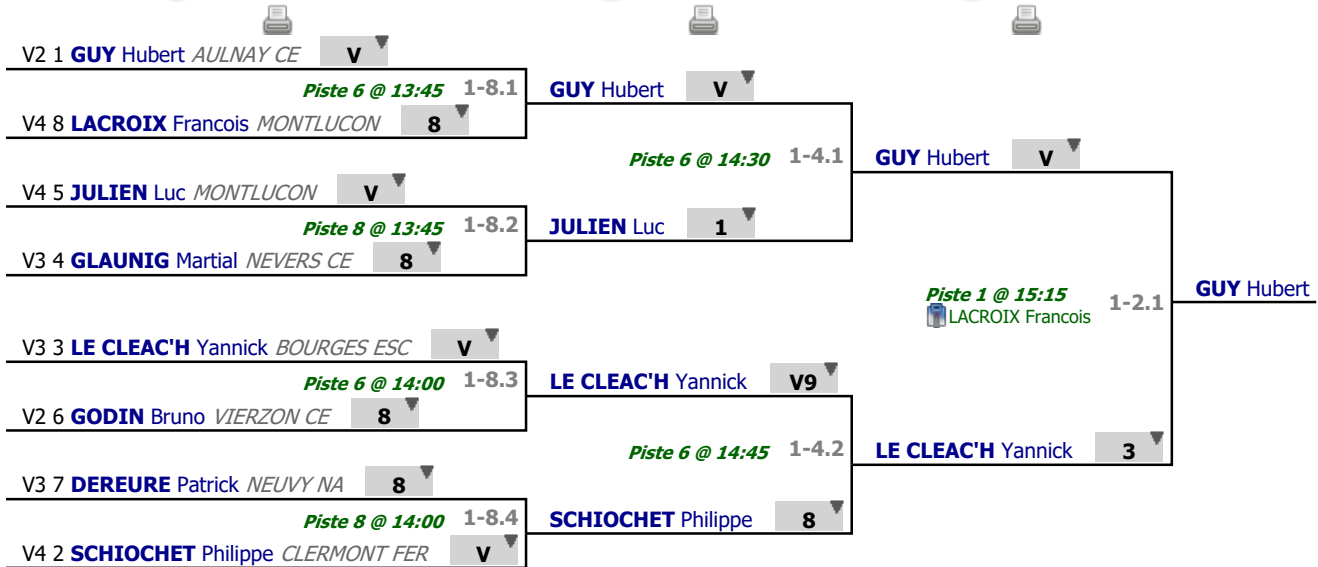 V2 1 GUY Hubert AULNAY CE V
Piste 6 @ 13:45 1-8.1
V4 8 LACROIX Francois MONTLUCON 8
V4 5 JULIEN Luc MONTLUCON V
Piste 8 @ 13:45 1-8.2
V3 4 GLAUNIG Martial NEVERS CE 8
V3 3 LE CLEAC'H Yannick BOURGES ESC V
Piste 6 @ 14:00 1-8.3
V2 6 GODIN Bruno VIERZON CE 8
V3 7 DEREURE Patrick NEUVY NA 8
Piste 8 @ 14:00 1-8.4
V4 2 SCHIOCHET Philippe CLERMONT FER V
GUY Hubert V
Piste 6 @ 14:30 1-4.1
JULIEN Luc 1
LE CLEAC'H Yannick V9
Piste 6 @ 14:45 1-4.2
SCHIOCHET Philippe 8
GUY Hubert V
Piste 1 @ 15:15 1-2.1
LACROIX Francois
LE CLEAC'H Yannick 3
GUY Hubert